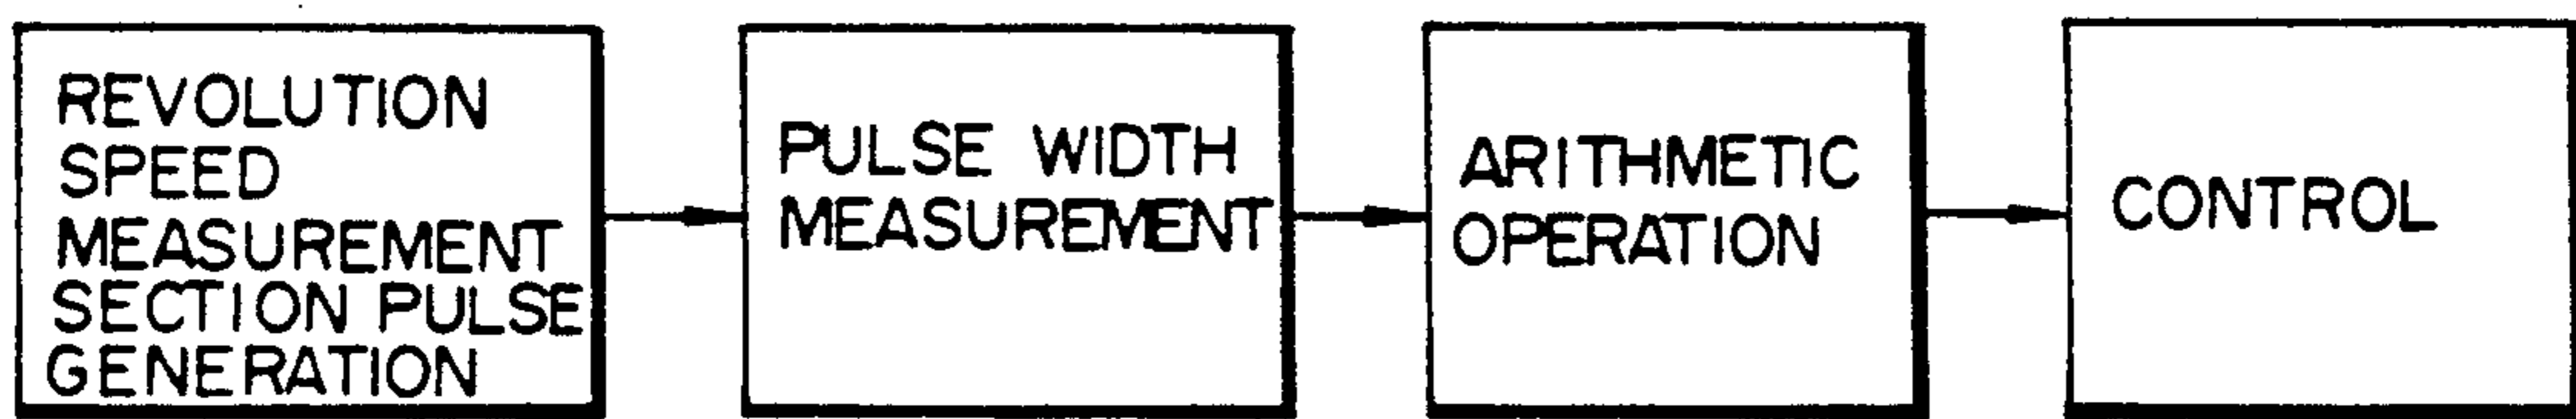 REVOLUTION
SPEED
MEASUREMENT
SECTION PULSE
GENERATION
PULSE WIDTH
MEASUREMENT
ARITHMETIC
OPERATION
CONTROL